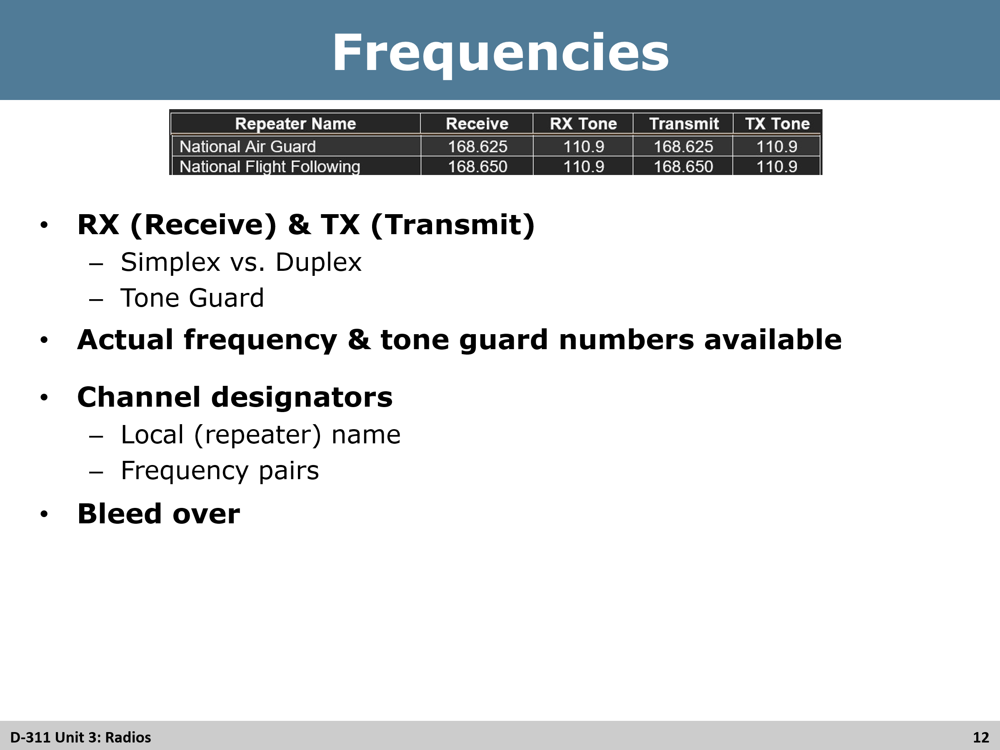 Frequencies
Repeater Name Receive RX Tone Transmit TX Tone
National Air Guard 168.625 110.9 168.625 110.9
National Flight Following 168.650 110.9 168.650 110.9
• RX (Receive) & TX (Transmit)
– Simplex vs. Duplex
– Tone Guard
• Actual frequency & tone guard numbers available
• Channel designators
– Local (repeater) name
– Frequency pairs
• Bleed over
D-311 Unit 3: Radios 12